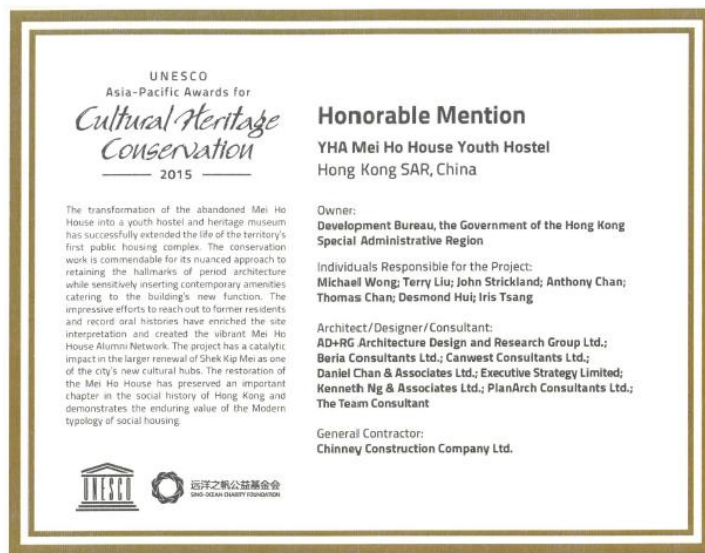 UNESCO
Asia-Pacific Awards for
Cultural Heritage
Conservation
2015
The transformation of the abandoned Mei Ho
House into a youth hostel and heritage museum
has successfully extended the life of the territory's
first public housing complex. The conservation
work is commendable for its nuanced approach to
retaining the hallmarks of period architecture
while sensitively inserting contemporary amenities
catering to the building's new function. The
impressive efforts to reach out to former residents
and record oral histories have enriched the site
interpretation and created the vibrant Mei Ho
House Alumni Network. The project has a catalytic
impact in the larger renewal of Shek Kip Mei as one
of the city's new cultural hubs. The restoration of
the Mei Ho House has preserved an important
chapter in the social history of Hong Kong and
demonstrates the enduring value of the Modern
typology of social housing.
UNESCO
远洋之帆公益基金会
SINO-OCEAN CHARITY FOUNDATION
Honorable Mention
YHA Mei Ho House Youth Hostel
Hong Kong SAR, China
Owner:
Development Bureau, the Government of the Hong Kong
Special Administrative Region
Individuals Responsible for the Project:
Michael Wong; Terry Liu; John Strickland; Anthony Chan;
Thomas Chan; Desmond Hui; Iris Tsang
Architect/Designer/Consultant:
AD+RG Architecture Design and Research Group Ltd.;
Beria Consultants Ltd.; Canwest Consultants Ltd.;
Daniel Chan & Associates Ltd.; Executive Strategy Limited;
Kenneth Ng & Associates Ltd.; PlanArch Consultants Ltd.;
The Team Consultant
General Contractor:
Chinney Construction Company Ltd.